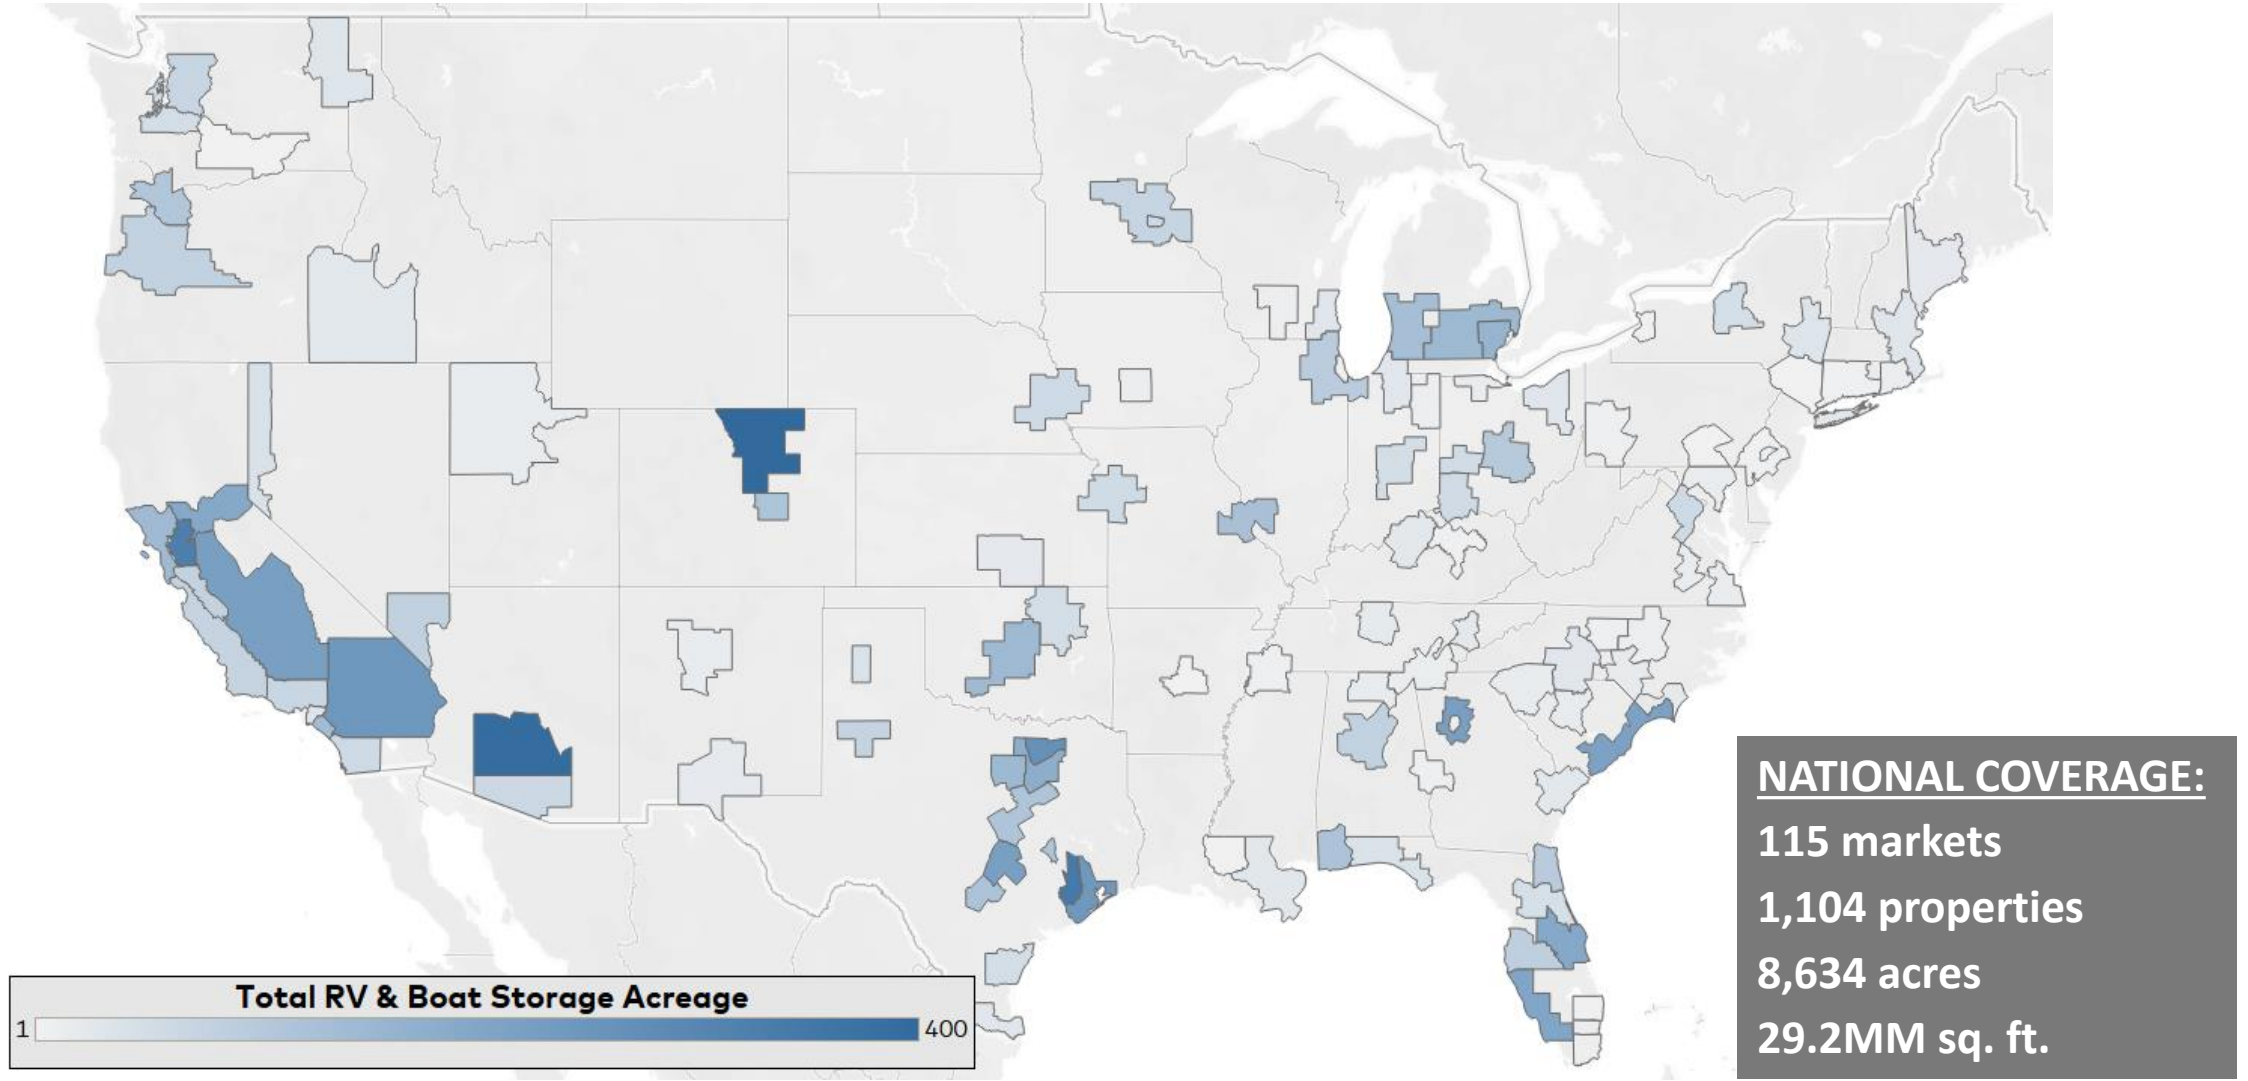 NATIONAL COVERAGE:
115 markets
1,104 properties
8,634 acres
29.2MM sq. ft.
Total RV & Boat Storage Acreage
1
400